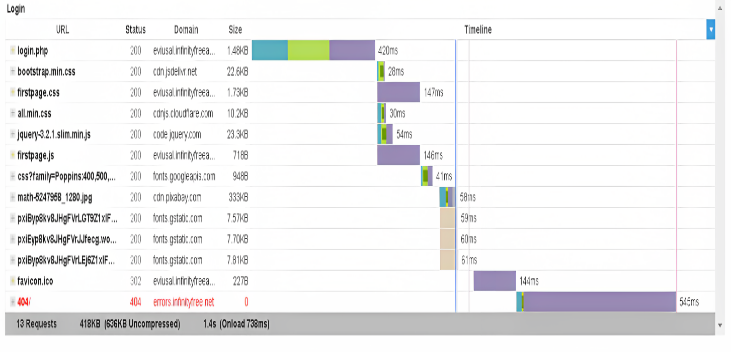 Login
URL Status Domain Size Timeline
login.php 200 eviusal.infinityfreea... 1.48KB 420ms
bootstrap.min.css 200 cdn.jsdelivr.net 22.6KB 28ms
firstpage.css 200 eviusal.infinityfreea... 1.73KB 147ms
all.min.css 200 cdnjs.cloudflare.com 10.2KB 30ms
jquery-3.2.1.slim.min.js 200 code.jquery.com 23.3KB 54ms
firstpage.js 200 eviusal.infinityfreea... 718B 146ms
css?family=Poppins:400,500,... 200 fonts.googleapis.com 948B 41ms
math-5247958_1280.jpg 200 cdn.pixabay.com 333KB 58ms
pxiByp8kv8JHgFVrLGT9Z1xlF... 200 fonts.gstatic.com 7.57KB 59ms
pxiEyp8kv8JHgFVrJJfecg.wo... 200 fonts.gstatic.com 7.70KB 60ms
pxiByp8kv8JHgFVrLEj6Z1xlF... 200 fonts.gstatic.com 7.81KB 61ms
favicon.ico 302 eviusal.infinityfreea... 227B 144ms
404/ 404 errors.infinityfree.net 0 545ms
13 Requests 418KB (636KB Uncompressed) 1.4s (Onload 738ms)